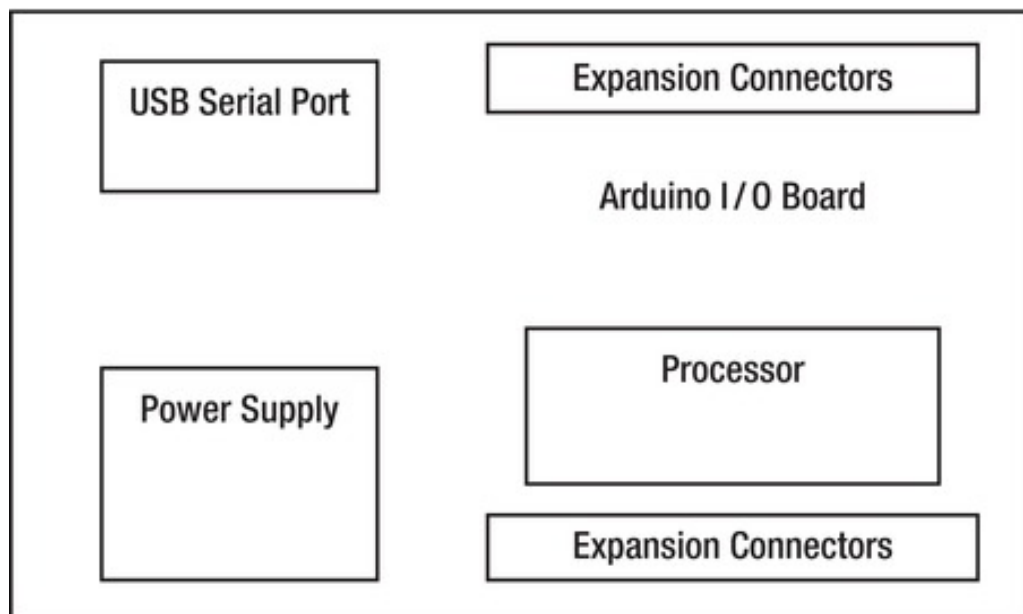 USB Serial Port
Expansion Connectors
Arduino I/O Board
Power Supply
Processor
Expansion Connectors